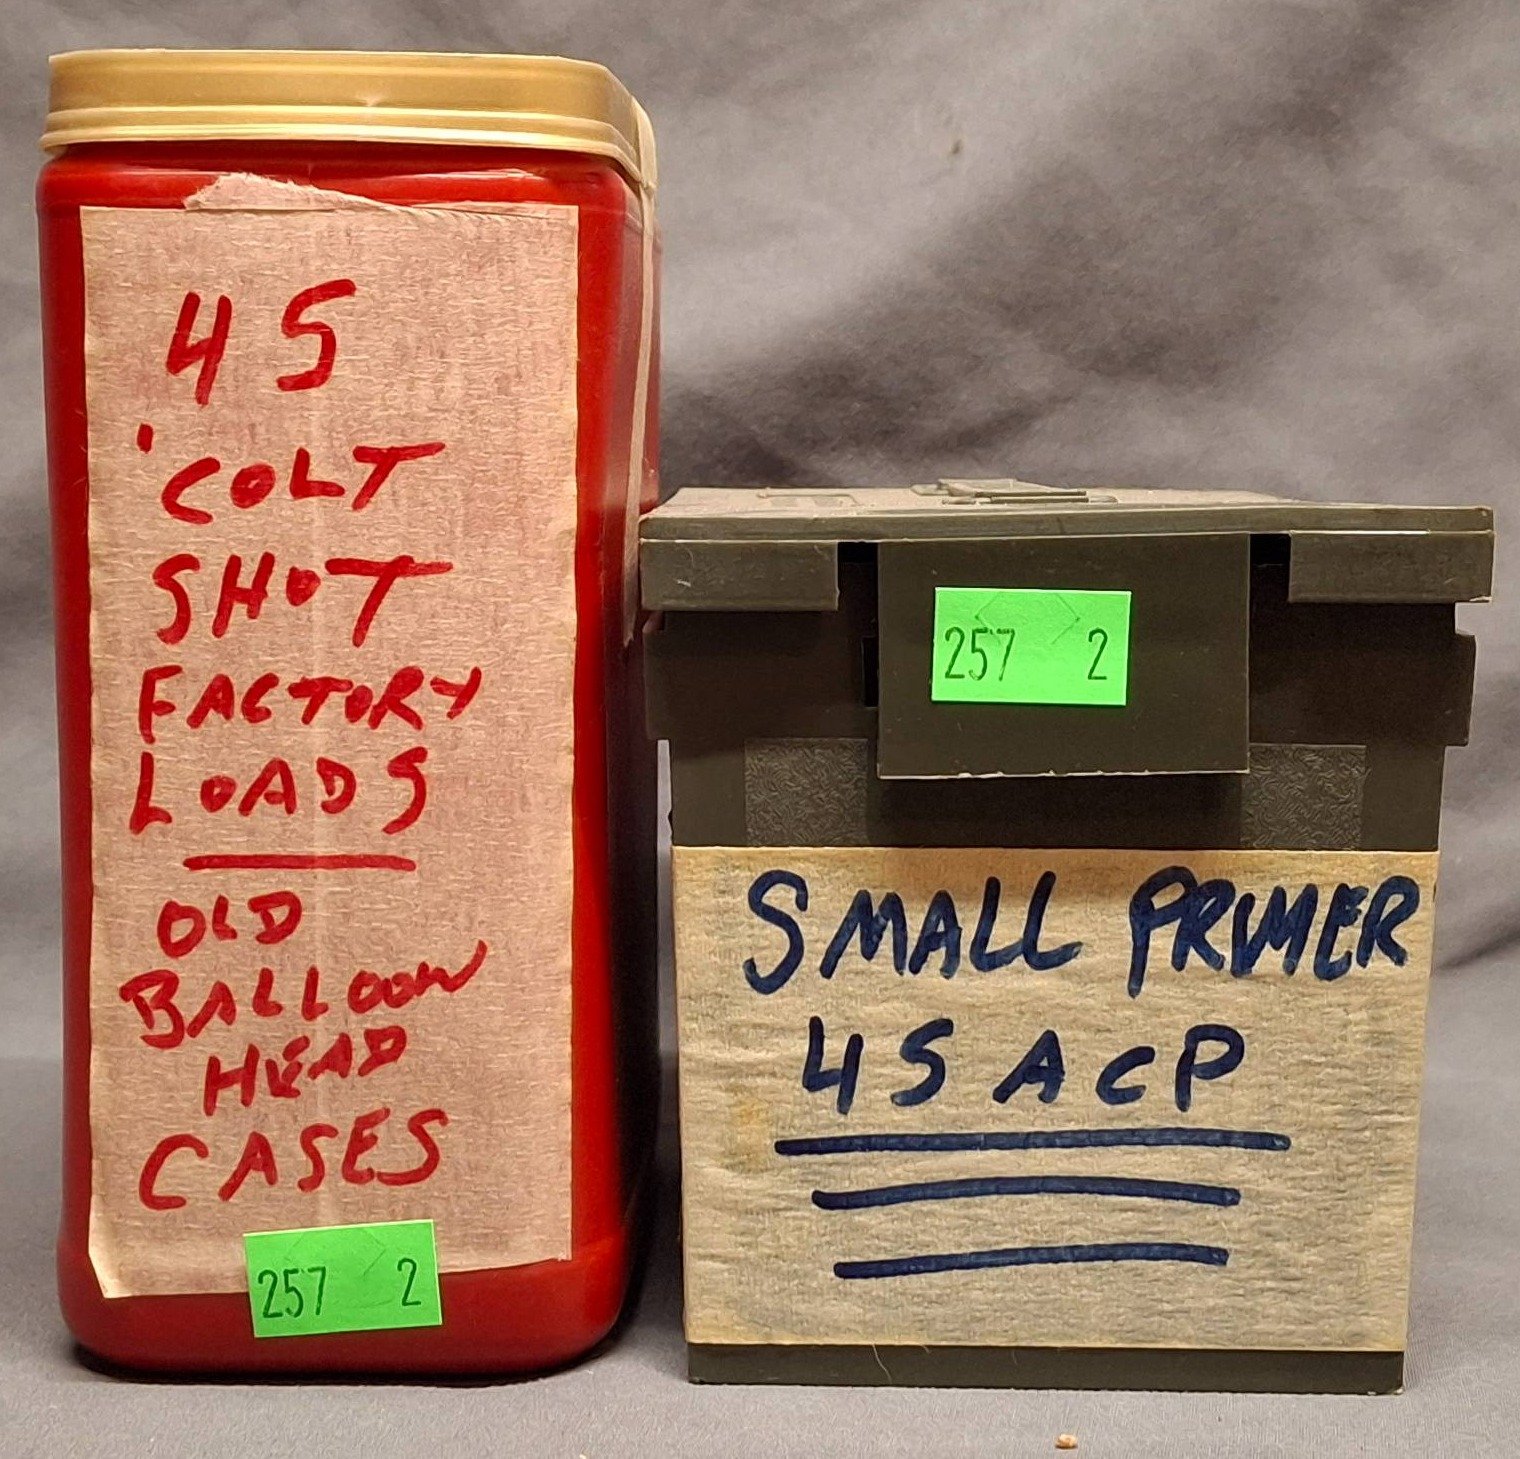 45
'COLT
SHOT
FACTORY
LOADS
OLD
BALLOON
HEAD
CASES
257 2
257 2
SMALL PRIMER
45 ACP